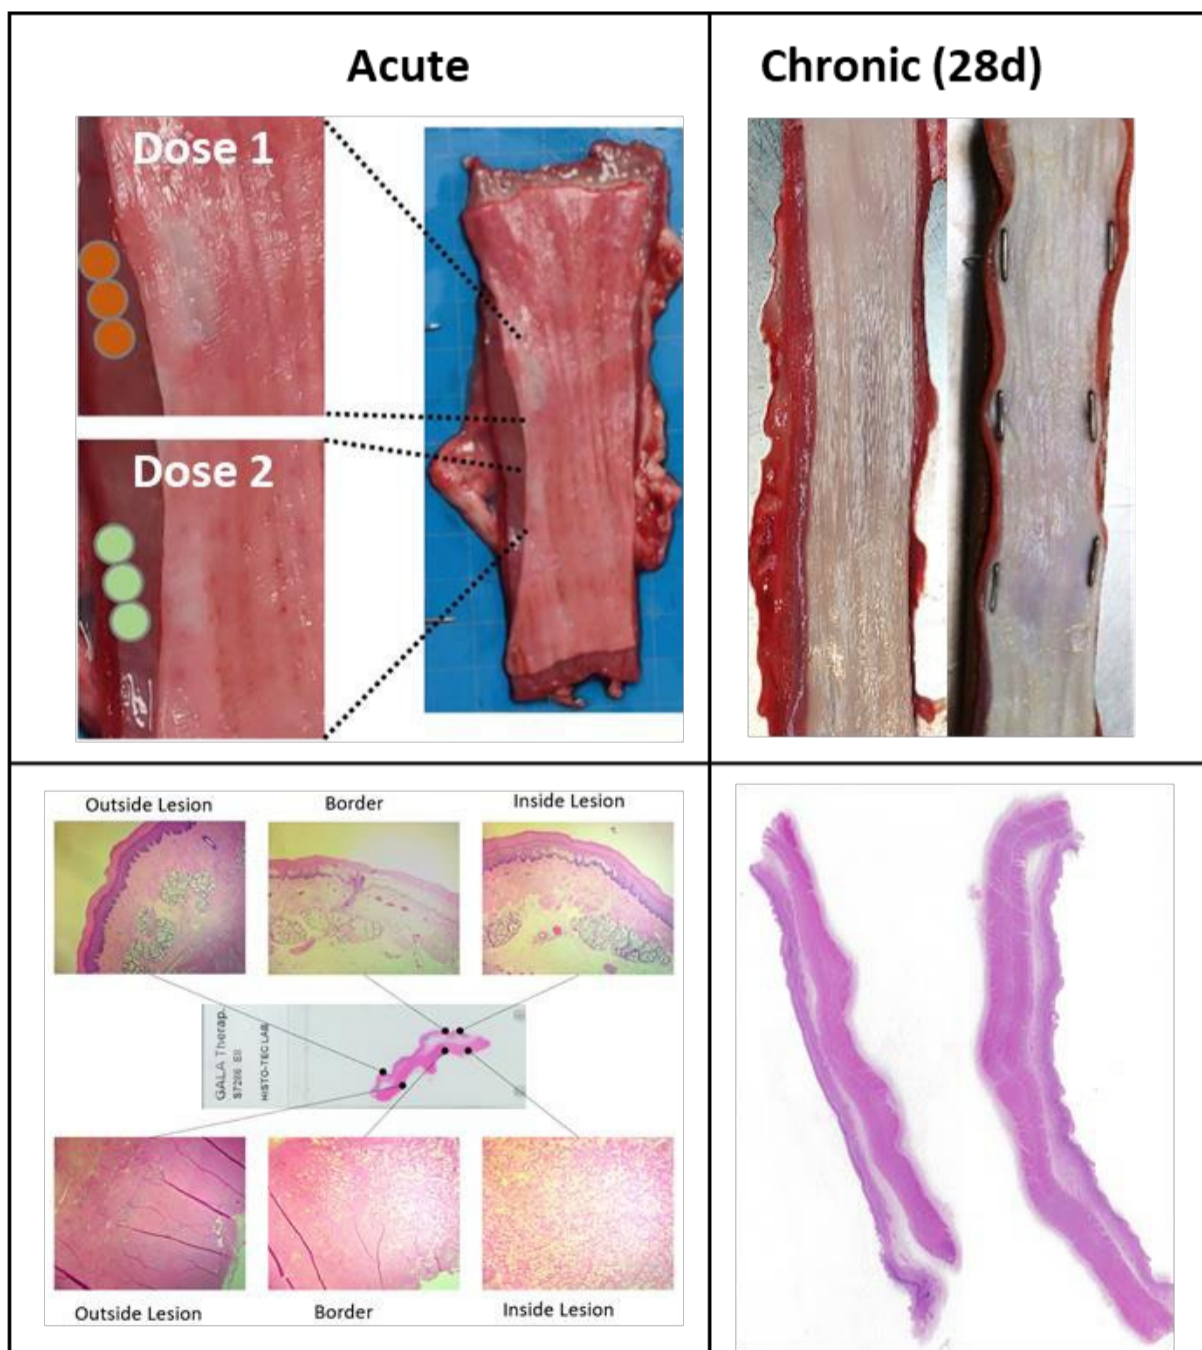 Acute
Chronic (28d)
Dose 1
Dose 2
Outside Lesion
Border
Inside Lesion
GALA Therap.
HISTO-TEC LAB
Outside Lesion
Border
Inside Lesion